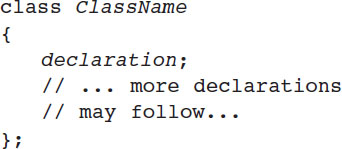 class ClassName
{
    declaration;
    // ... more declarations
    // may follow...
};